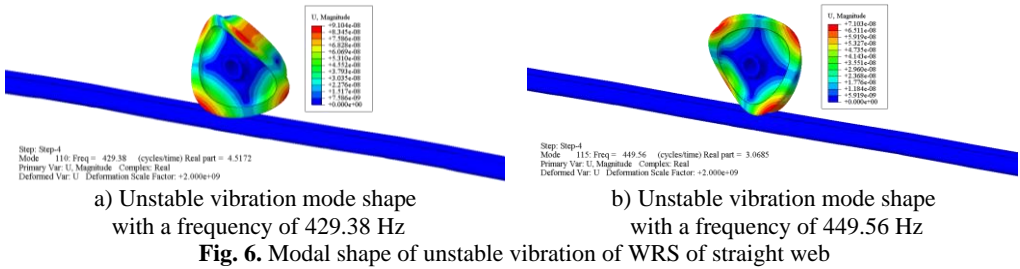 U, Magnitude
+9.104e-08
+8.345e-08
+7.586e-08
+6.828e-08
+6.069e-08
+5.310e-08
+4.552e-08
+3.793e-08
+3.035e-08
+2.276e-08
+1.517e-08
+7.586e-09
+0.000e+00
Step: Step-4
Mode 110: Freq = 429.38 (cycles/time) Real part = 4.5172
Primary Var: U, Magnitude Complex: Real
Deformed Var: U Deformation Scale Factor: +2.000e+09
a) Unstable vibration mode shape
with a frequency of 429.38 Hz
U, Magnitude
+7.103e-08
+6.511e-08
+5.919e-08
+5.327e-08
+4.735e-08
+4.143e-08
+3.551e-08
+2.960e-08
+2.368e-08
+1.776e-08
+1.184e-08
+5.919e-09
+0.000e+00
Step: Step-4
Mode 115: Freq = 449.56 (cycles/time) Real part = 3.0685
Primary Var: U, Magnitude Complex: Real
Deformed Var: U Deformation Scale Factor: +2.000e+09
b) Unstable vibration mode shape
with a frequency of 449.56 Hz
Fig. 6. Modal shape of unstable vibration of WRS of straight web